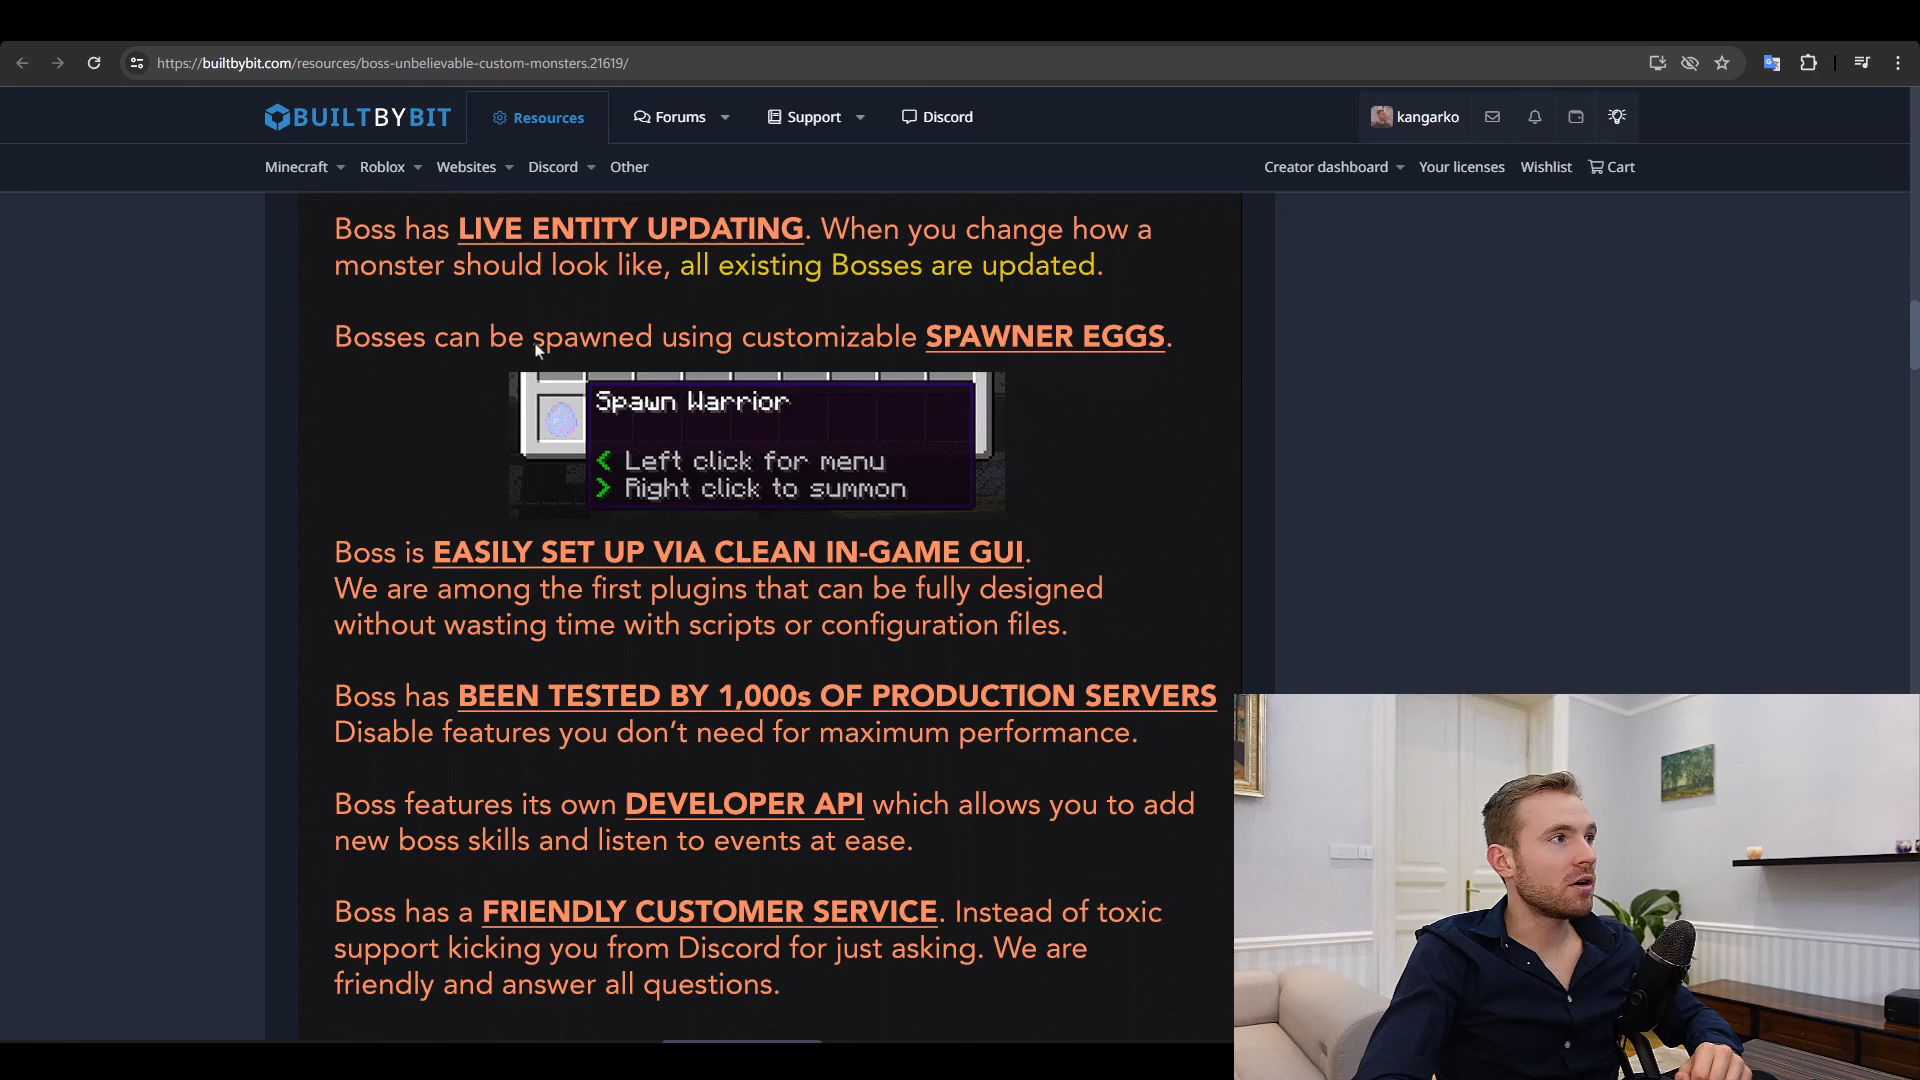 https://builtbybit.com/resources/boss-unbelievable-custom-monsters.21619/
BUILTBYBIT
Resources
Forums
Support
Discord
kangarko
Minecraft
Roblox
Websites
Discord
Other
Creator dashboard
Your licenses
Wishlist
Cart
Boss has LIVE ENTITY UPDATING. When you change how a
monster should look like, all existing Bosses are updated.
Bosses can be spawned using customizable SPAWNER EGGS.
Spawn Warrior
< Left click for menu
> Right click to summon
Boss is EASILY SET UP VIA CLEAN IN-GAME GUI.
We are among the first plugins that can be fully designed
without wasting time with scripts or configuration files.
Boss has BEEN TESTED BY 1,000s OF PRODUCTION SERVERS
Disable features you don’t need for maximum performance.
Boss features its own DEVELOPER API which allows you to add
new boss skills and listen to events at ease.
Boss has a FRIENDLY CUSTOMER SERVICE. Instead of toxic
support kicking you from Discord for just asking. We are
friendly and answer all questions.